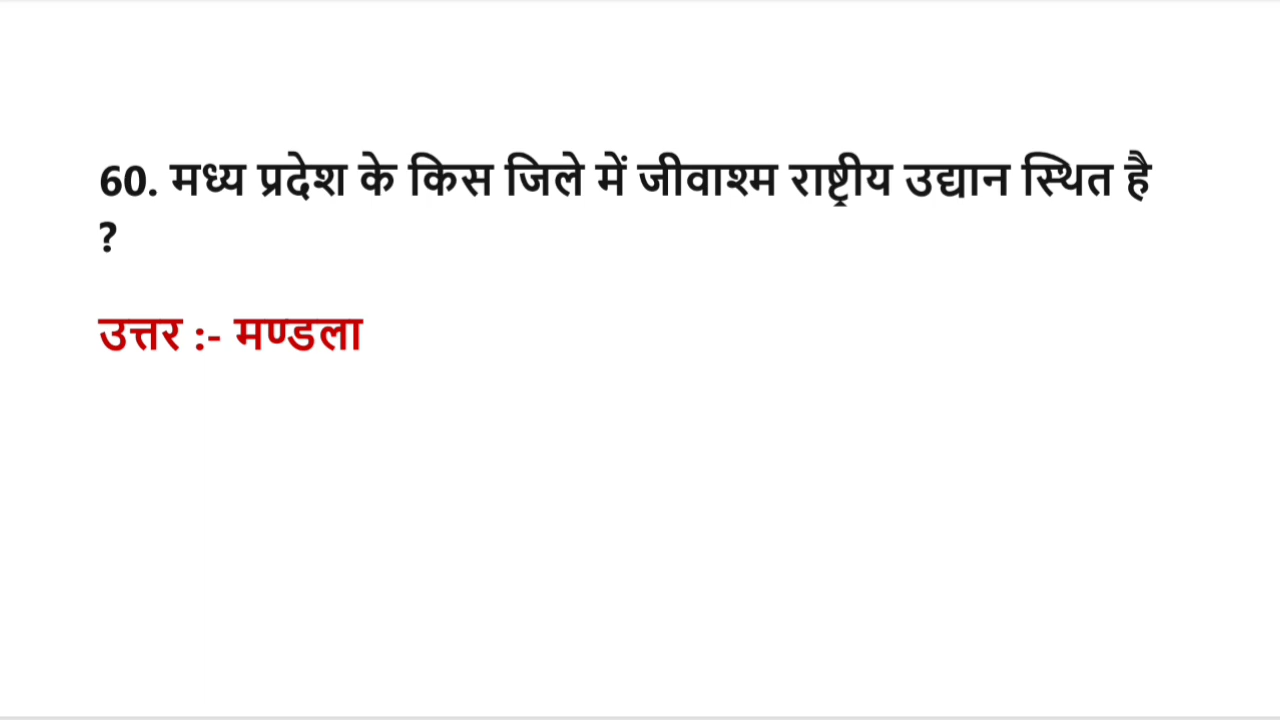 60. मध्य प्रदेश के किस जिले में जीवाश्म राष्ट्रीय उद्यान स्थित है
?
उत्तर :- मण्डला